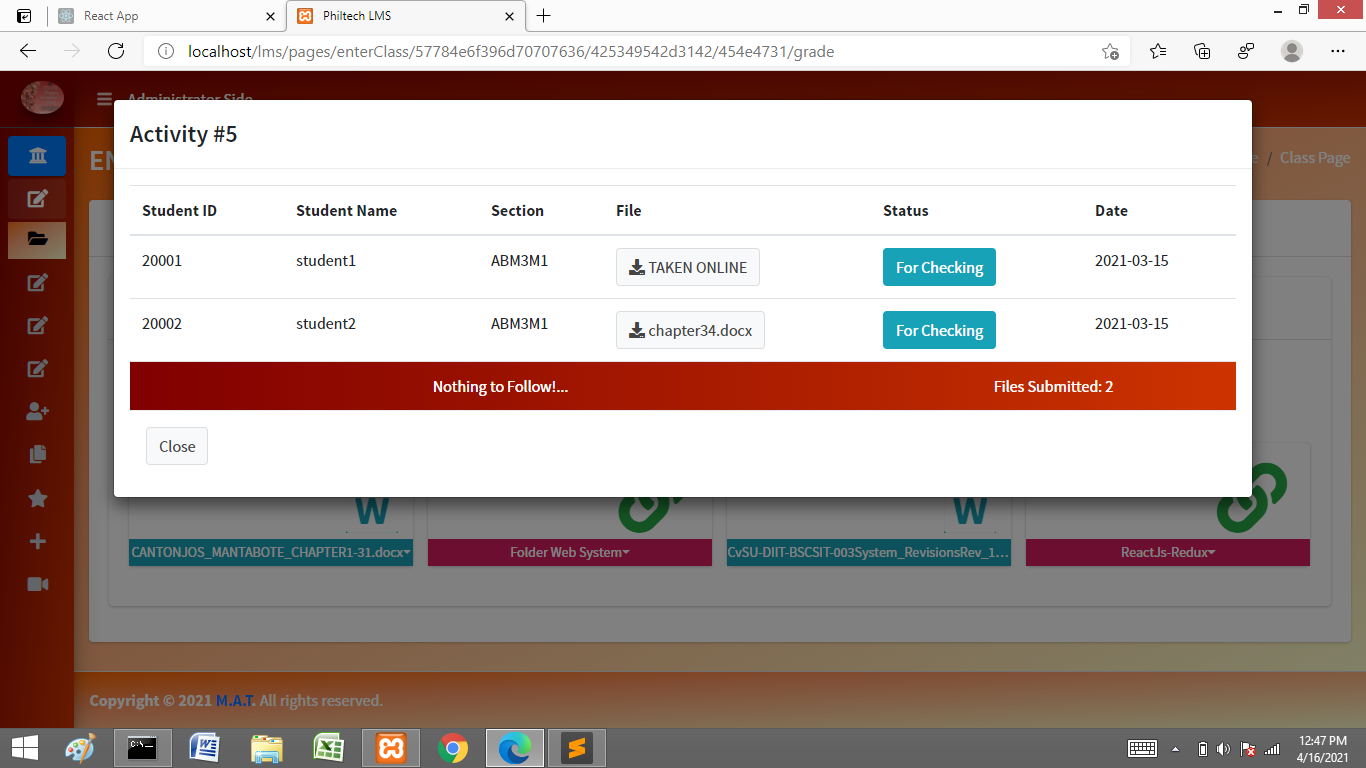 React App
Philtech LMS
localhost/lms/pages/enterClass/57784e6f396d70707636/425349542d3142/454e4731/grade
Administrator Side
Activity #5
/ Class Page
Student ID Student Name Section File Status Date
20001 student1 ABM3M1 TAKEN ONLINE For Checking 2021-03-15
20002 student2 ABM3M1 chapter34.docx For Checking 2021-03-15
Nothing to Follow!... Files Submitted: 2
Close
W W
CANTONJOS_MANTABOTE_CHAPTER1-31.docx Folder Web System CvSU-DIIT-BSCSIT-003System_RevisionsRev_1... ReactJs-Redux
Copyright © 2021 M.A.T. All rights reserved.
12:47 PM
4/16/2021